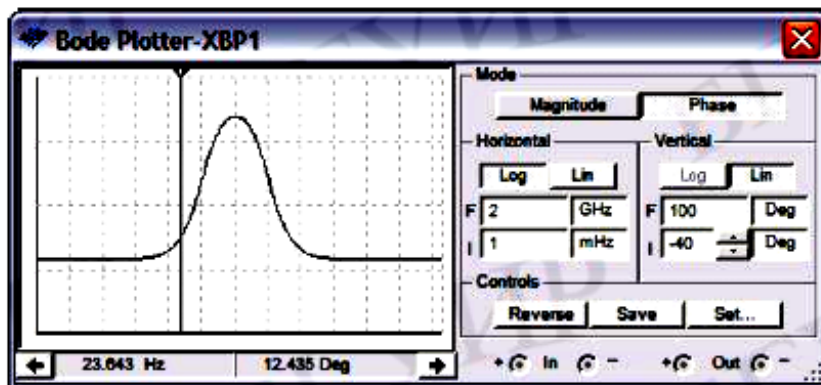 Bode Plotter-XBP1
Mode
Magnitude Phase
Horizontal Vertical
Log Lin Log Lin
F 2 GHz F 100 Deg
I 1 mHz I -40 Deg
Controls
Reverse Save Set...
23.643 Hz 12.435 Deg + In - + Out -